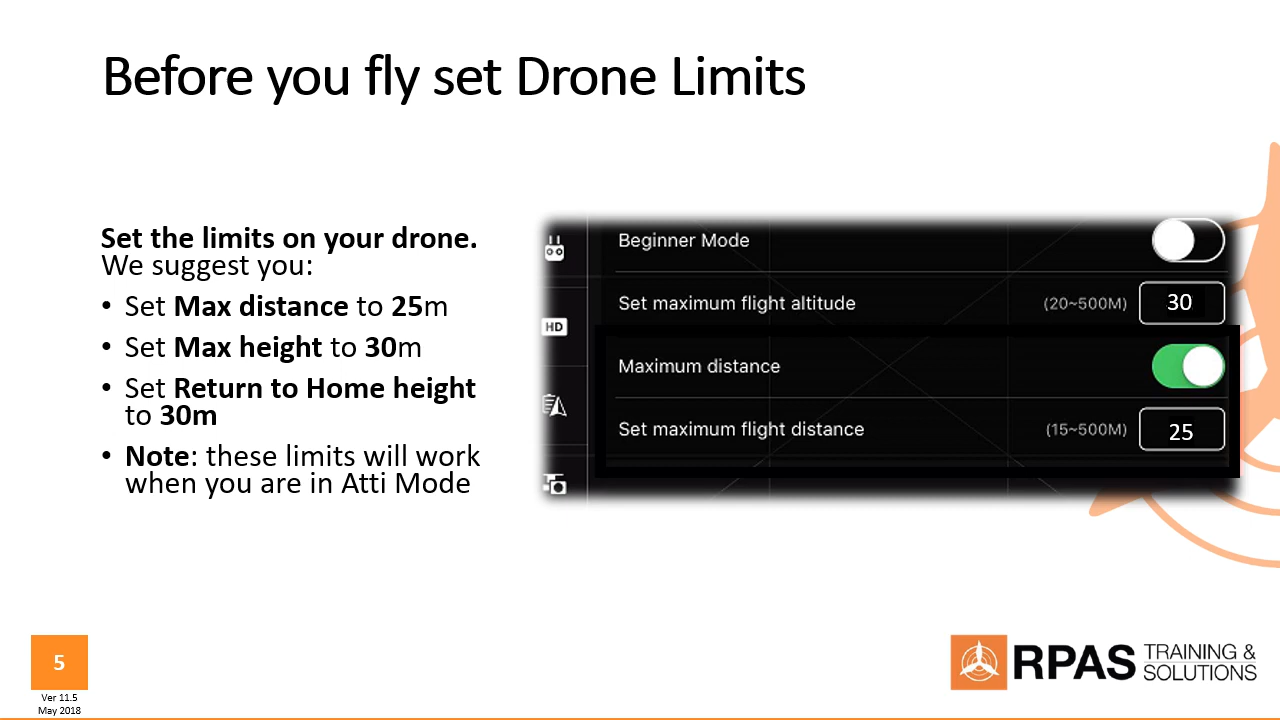 Before you fly set Drone Limits
Set the limits on your drone.
We suggest you:
• Set Max distance to 25m
• Set Max height to 30m
• Set Return to Home height
to 30m
• Note: these limits will work
when you are in Atti Mode
Beginner Mode
Set maximum flight altitude (20~500M) 30
HD
Maximum distance
Set maximum flight distance (15~500M) 25
5
Ver 11.5
May 2018
RPAS TRAINING &
SOLUTIONS